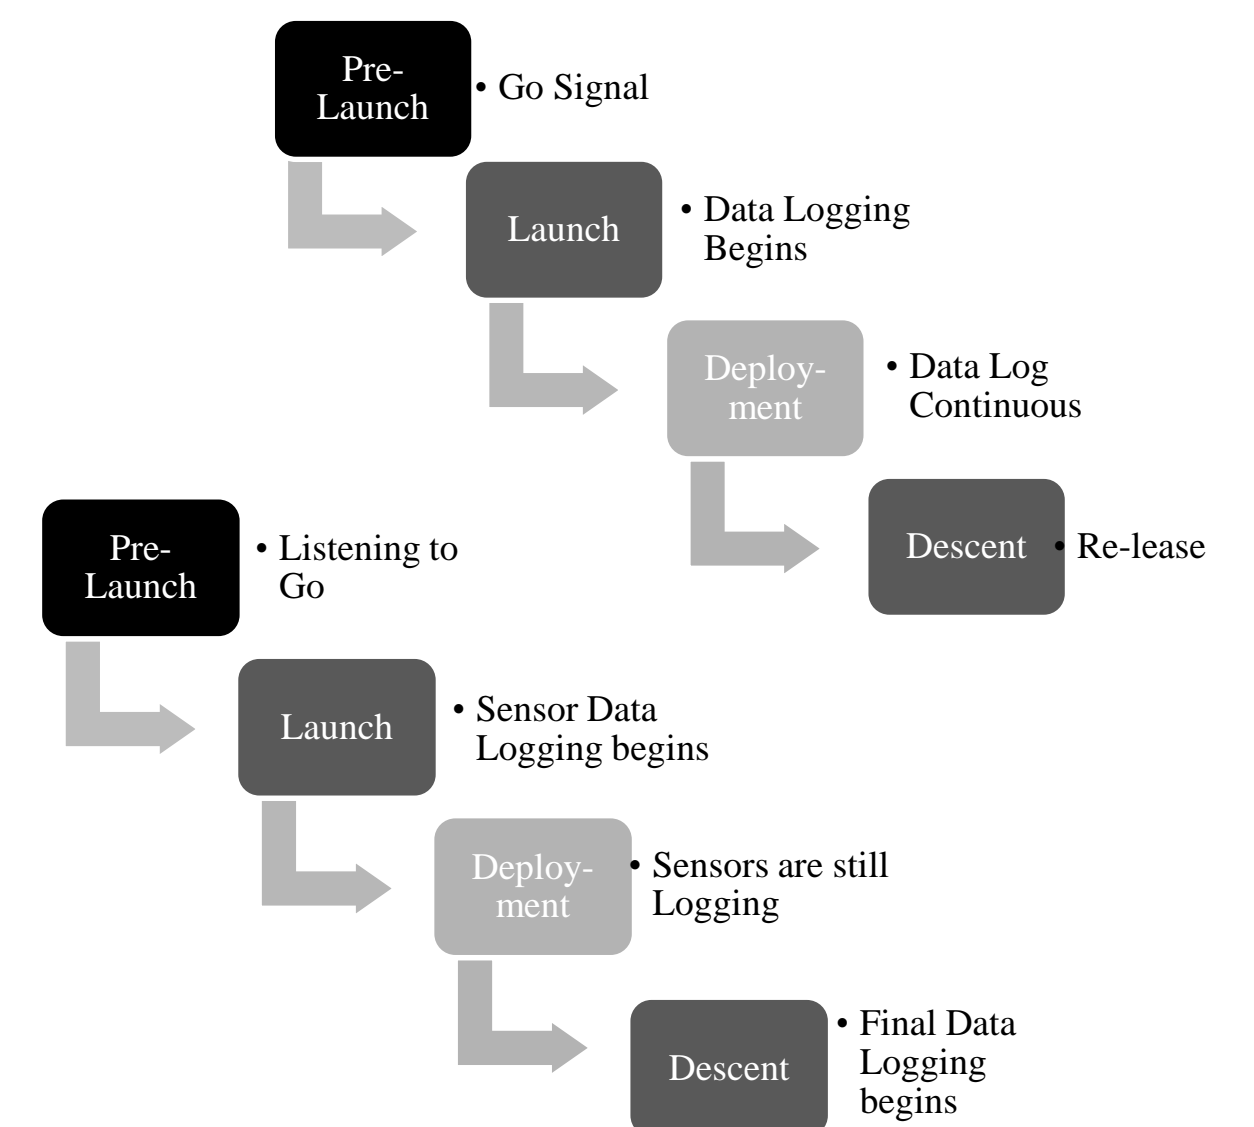 Pre-
Launch
• Go Signal
Launch
• Data Logging
Begins
Deploy-
ment
• Data Log
Continuous
Descent
• Re-lease
Pre-
Launch
• Listening to
Go
Launch
• Sensor Data
Logging begins
Deploy-
ment
• Sensors are still
Logging
Descent
• Final Data
Logging
begins